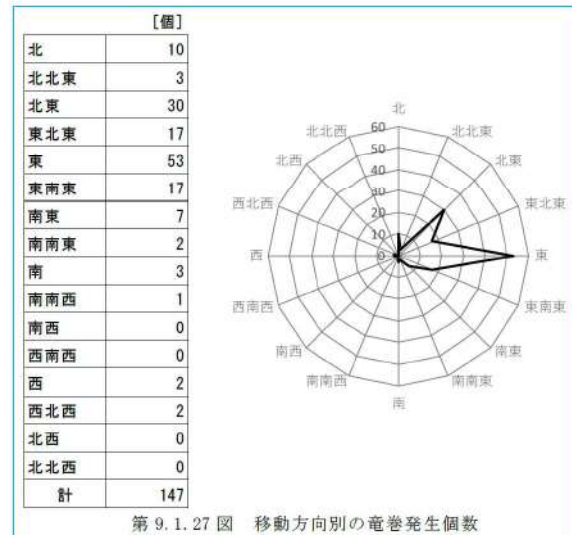 [個]
北 10
北北東 3
北東 30
東北東 17
東 53
東南東 17
南東 7
南南東 2
南 3
南南西 1
南西 0
西南西 0
西 2
西北西 2
北西 0
北北西 0
計 147
北
北北東
北東
東北東
東
東南東
南東
南南東
南
南南西
南西
西南西
西
西北西
北西
北北西
60
50
40
30
20
10
0
第 9.1.27 図 移動方向別の竜巻発生個数